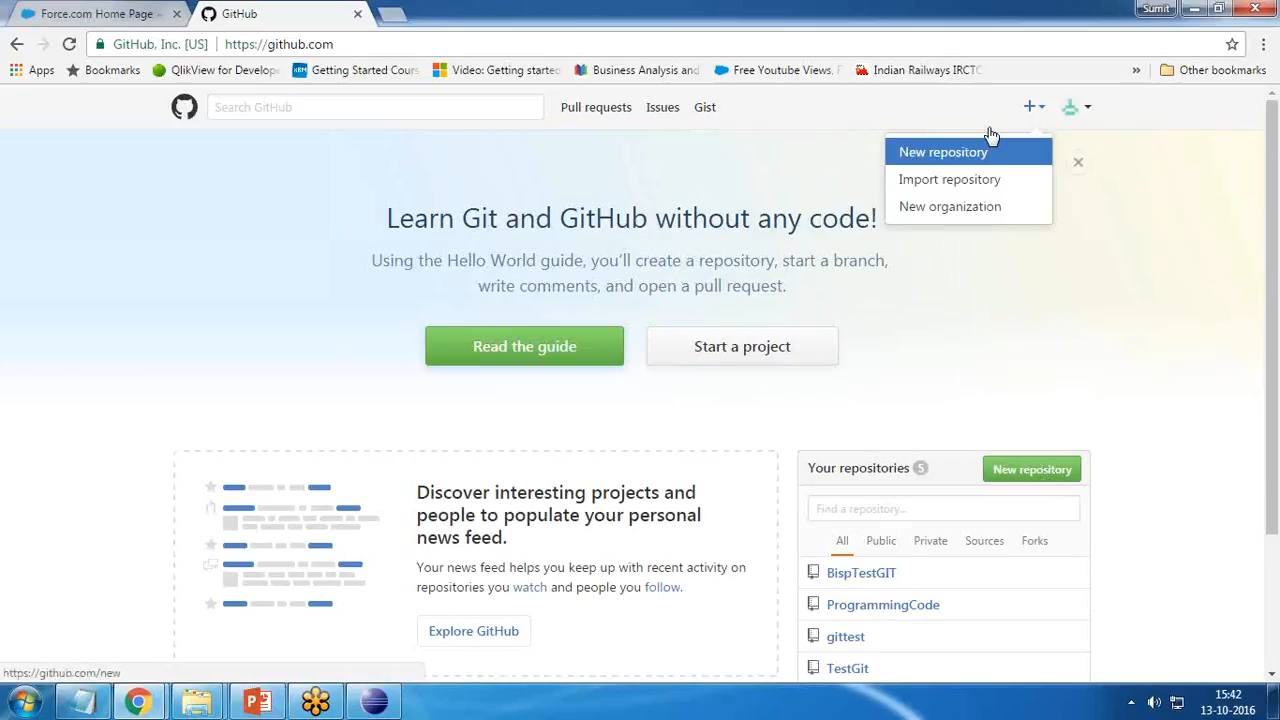 Force.com Home Page -
GitHub
Sumit
GitHub, Inc. [US]
https://github.com
Apps
Bookmarks
QlikView for Develop
Getting Started Cour
Video: Getting starte
Business Analysis an
Free Youtube Views, F
Indian Railways IRCTC
»
Other bookmarks
Search GitHub
Pull requests
Issues
Gist
New repository
Import repository
New organization
Learn Git and GitHub without any code!
Using the Hello World guide, you’ll create a repository, start a branch,
write comments, and open a pull request.
Read the guide
Start a project
Discover interesting projects and
people to populate your personal
news feed.
Your news feed helps you keep up with recent activity on
repositories you watch and people you follow.
Explore GitHub
Your repositories 5
New repository
Find a repository...
All
Public
Private
Sources
Forks
BispTestGIT
ProgrammingCode
gittest
TestGit
https://github.com/new
15:42
13-10-2016